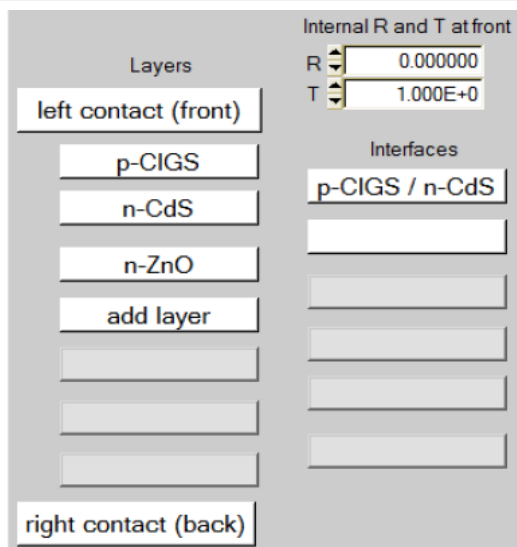 Internal R and T at front
R 0.000000
T 1.000E+0
Layers
left contact (front)
p-CIGS
n-CdS
n-ZnO
add layer
right contact (back)
Interfaces
p-CIGS / n-CdS